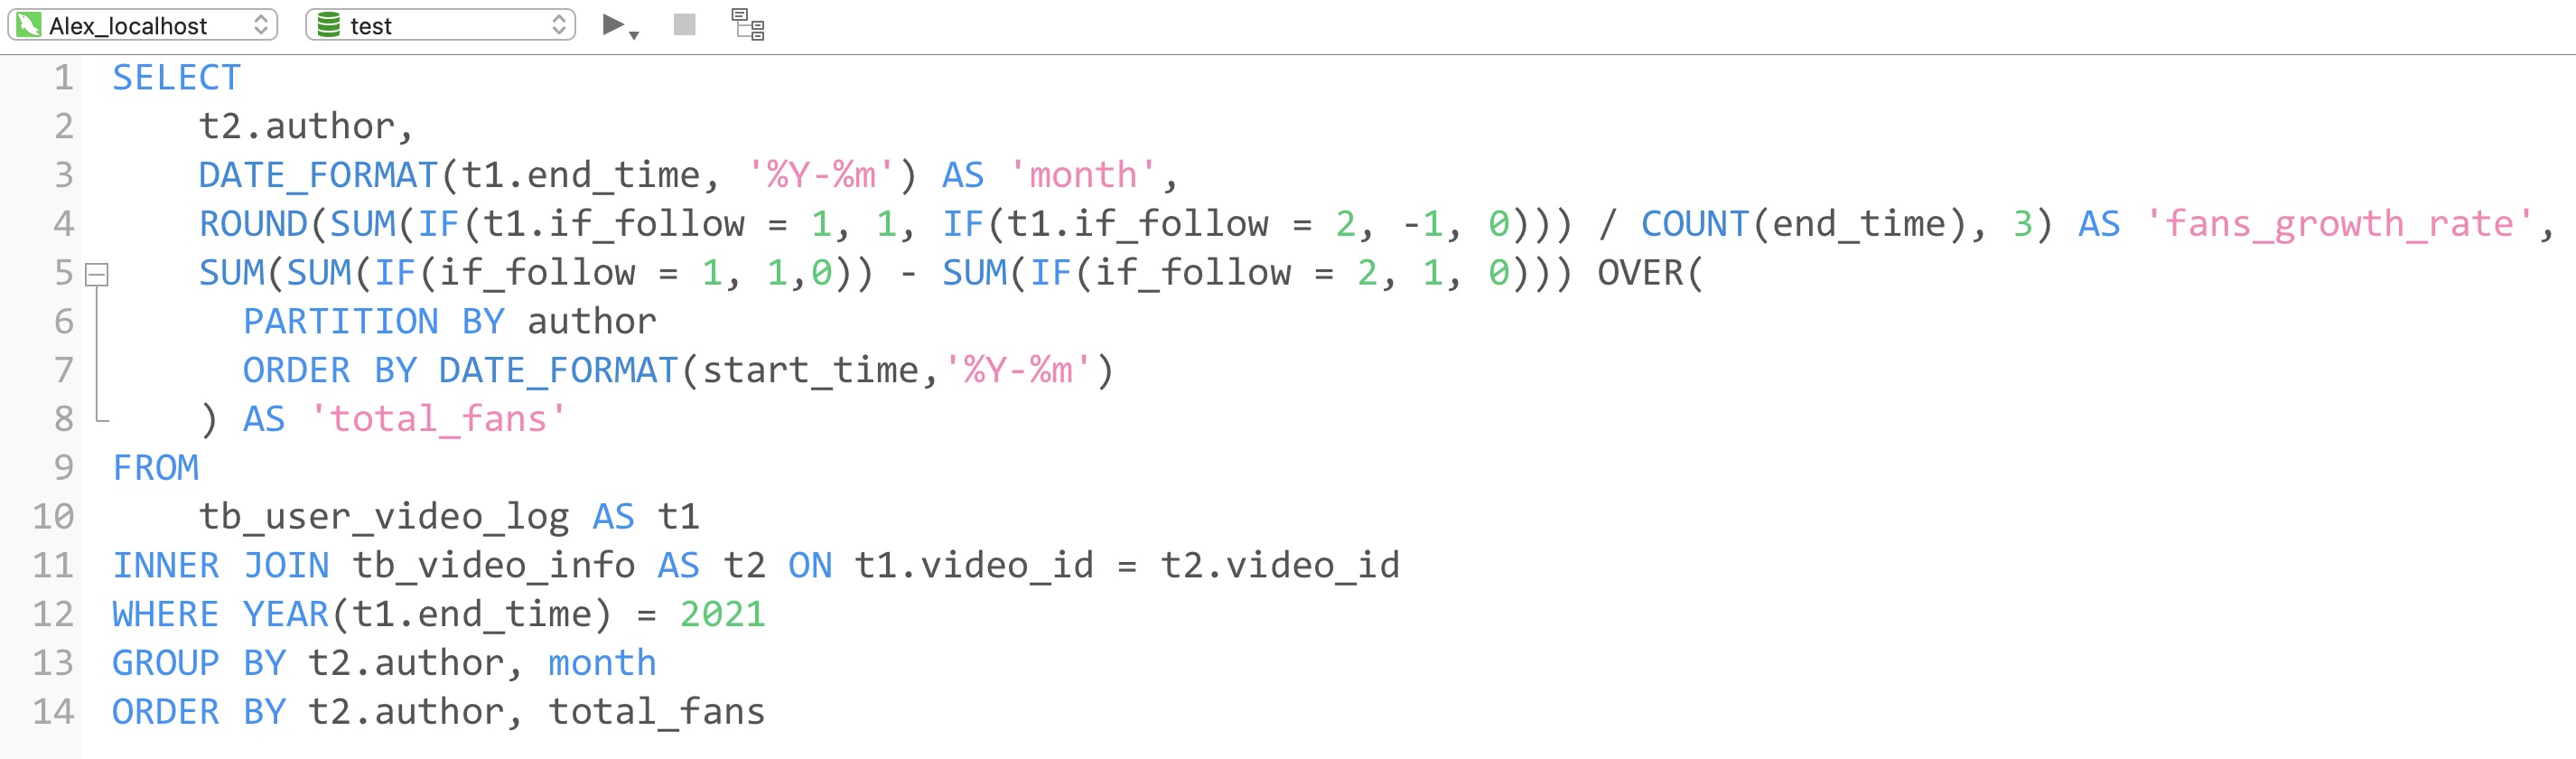 Alex_localhost test
1 SELECT
2 t2.author,
3 DATE_FORMAT(t1.end_time, '%Y-%m') AS 'month',
4 ROUND(SUM(IF(t1.if_follow = 1, 1, IF(t1.if_follow = 2, -1, 0))) / COUNT(end_time), 3) AS 'fans_growth_rate',
5 SUM(SUM(IF(if_follow = 1, 1,0)) - SUM(IF(if_follow = 2, 1, 0))) OVER(
6 PARTITION BY author
7 ORDER BY DATE_FORMAT(start_time,'%Y-%m')
8 ) AS 'total_fans'
9 FROM
10 tb_user_video_log AS t1
11 INNER JOIN tb_video_info AS t2 ON t1.video_id = t2.video_id
12 WHERE YEAR(t1.end_time) = 2021
13 GROUP BY t2.author, month
14 ORDER BY t2.author, total_fans